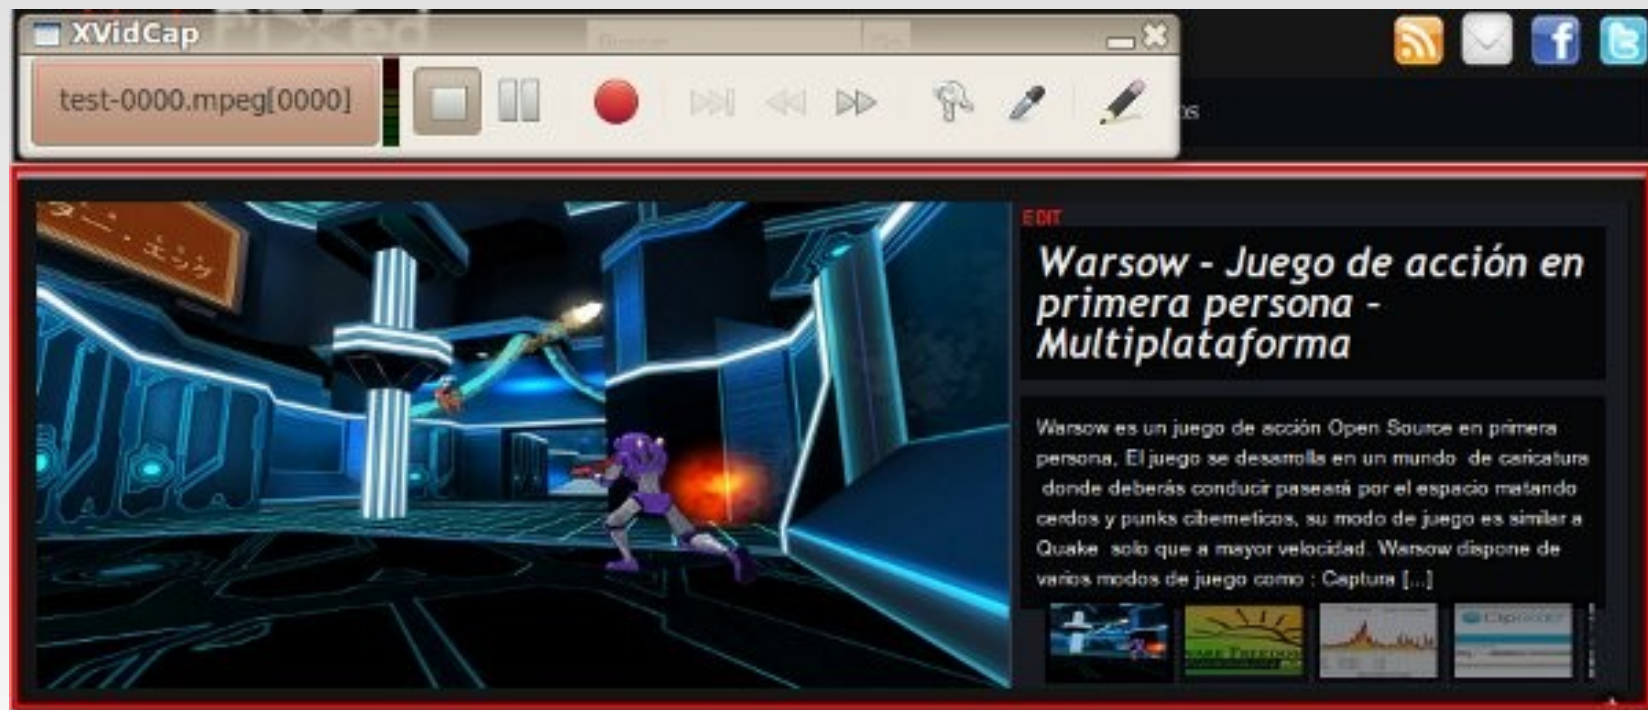 XVidCap
test-0000.mpeg[0000]
os
EDIT
Warsow - Juego de acción en
primera persona -
Multiplataforma
Warsow es un juego de acción Open Source en primera
persona, El juego se desarrolla en un mundo de caricatura
donde deberás conducir paseará por el espacio matando
cerdos y punks ciberneticos, su modo de juego es similar a
Quake solo que a mayor velocidad. Warsow dispone de
varios modos de juego como : Captura [...]